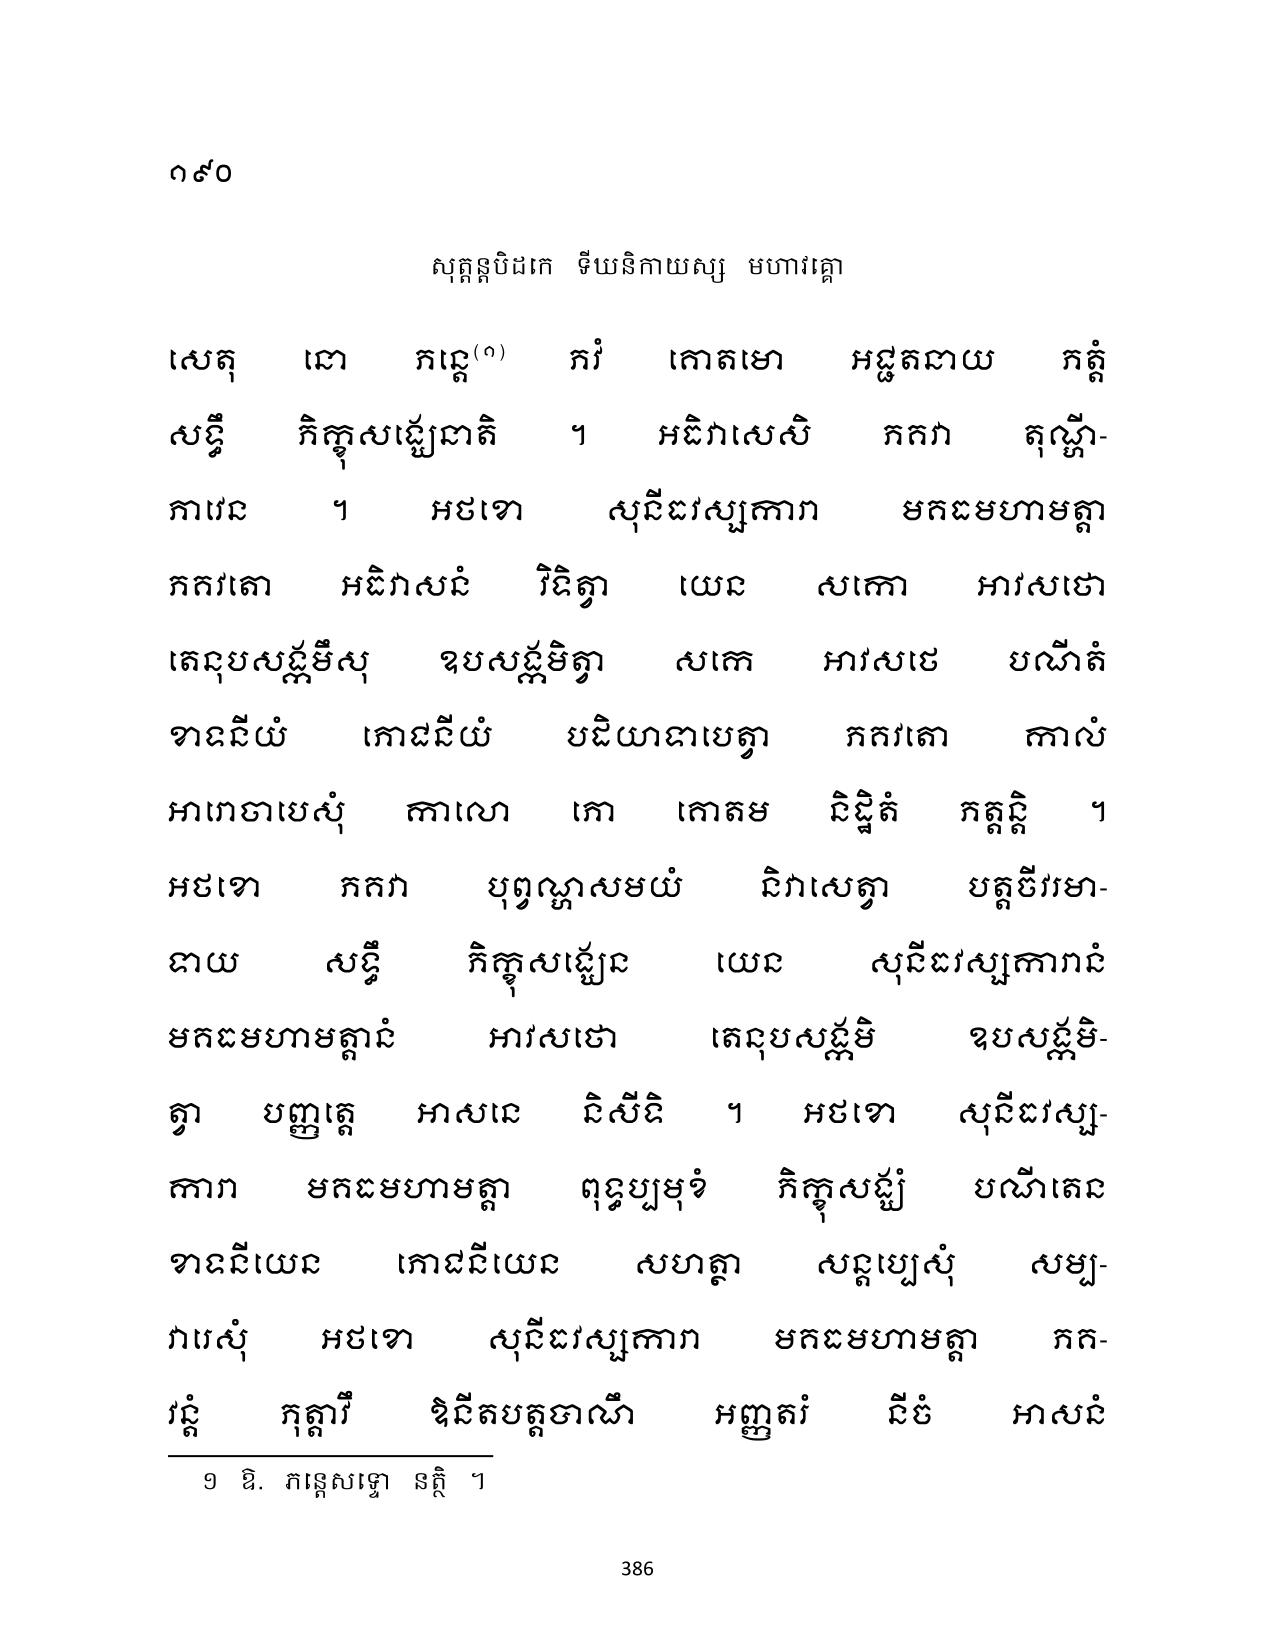 ១៩០
សុត្តន្តបិដកេ ទីឃនិកាយស្ស មហាវគ្គោ
សេតុ នោ ភន្តេ(១) ភវំ គោតមោ អជ្ជតនាយ ភត្តំ
សទ្ធឹ ភិក្ខុសង្ឃេនាតិ ។ អធិវាសេសិ ភគវា តុណ្ហី-
ភាវេន ។ អថខោ សុនីធវស្សការា មគធមហាមត្តា
ភគវតោ អធិវាសនំ វិទិត្វា យេន សកោ អាវសថោ
តេនុបសង្កមឹសុ ឧបសង្កមិត្វា សកេ អាវសថេ បណីតំ
ខាទនីយំ ភោជនីយំ បដិយាទាបេត្វា ភគវតោ កាលំ
អារោចាបេសុំ កាលោ ភោ គោតម និដ្ឋិតំ ភត្តន្តិ ។
អថខោ ភគវា បុព្វណ្ហសមយំ និវាសេត្វា បត្តចីវរមា-
ទាយ សទ្ធឹ ភិក្ខុសង្ឃេន យេន សុនីធវស្សការានំ
មគធមហាមត្តានំ អាវសថោ តេនុបសង្កមិ ឧបសង្កមិ-
ត្វា បញ្ញត្តេ អាសនេ និសីទិ ។ អថខោ សុនីធវស្ស-
ការា មគធមហាមត្តា ពុទ្ធប្បមុខំ ភិក្ខុសង្ឃំ បណីតេន
ខាទនីយេន ភោជនីយេន សហត្ថា សន្តប្បេសុំ សម្ប-
វារេសុំ អថខោ សុនីធវស្សការា មគធមហាមត្តា ភគ-
វន្តំ ភុត្តាវឹ ឱនីតបត្តបាណឹ អញ្ញតរំ នីចំ អាសនំ
១ ឱ. ភន្តេសទ្ទោ នត្ថិ ។
386